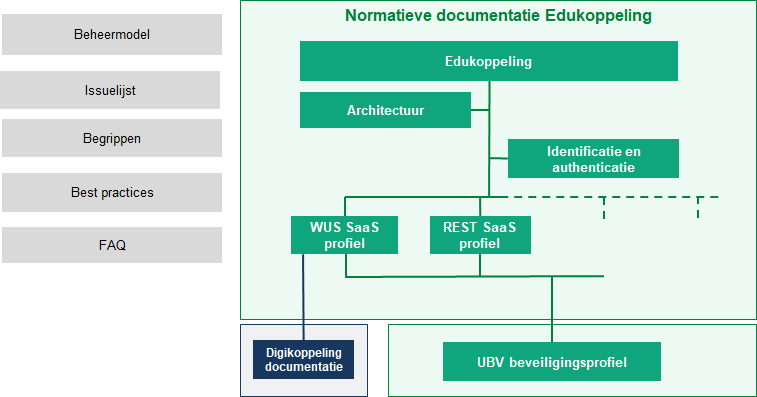 Beheermodel
Issuelijst
Begrippen
Best practices
FAQ
Normatieve documentatie Edukoppeling
Edukoppeling
Architectuur
Identificatie en
authenticatie
WUS SaaS
profiel
REST SaaS
profiel
Digikoppeling
documentatie
UBV beveiligingsprofiel